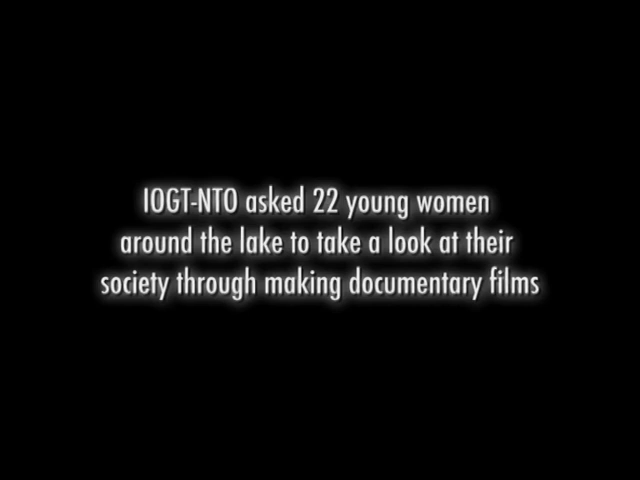 IOGT-NTO asked 22 young women
around the lake to take a look at their
society through making documentary films